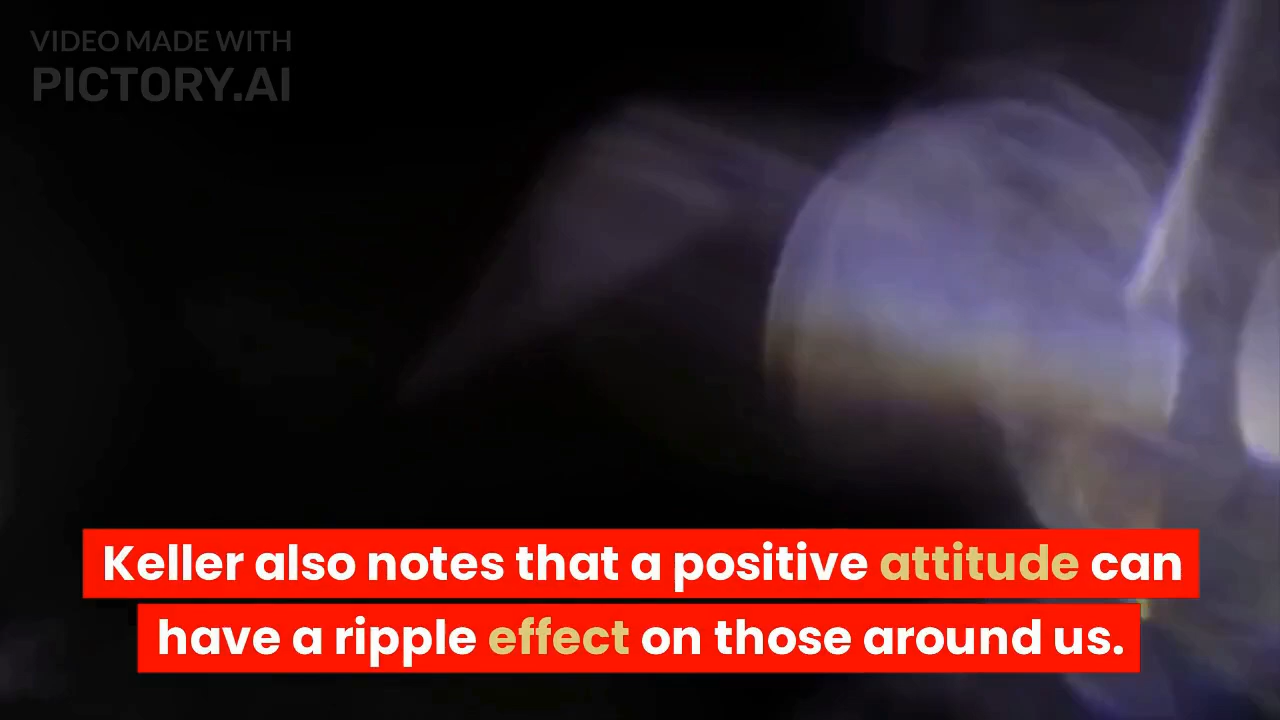 VIDEO MADE WITH
PICTORY.AI
Keller also notes that a positive attitude can
have a ripple effect on those around us.